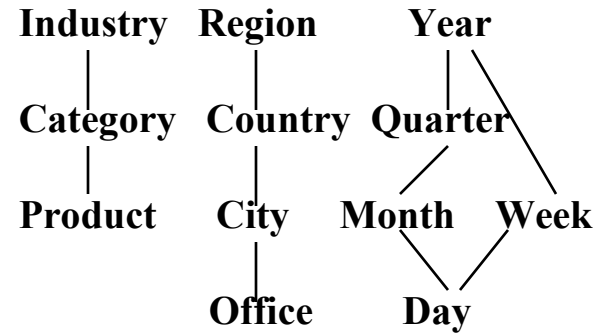 Industry Region Year
Category Country Quarter
Product City Month Week
Office Day